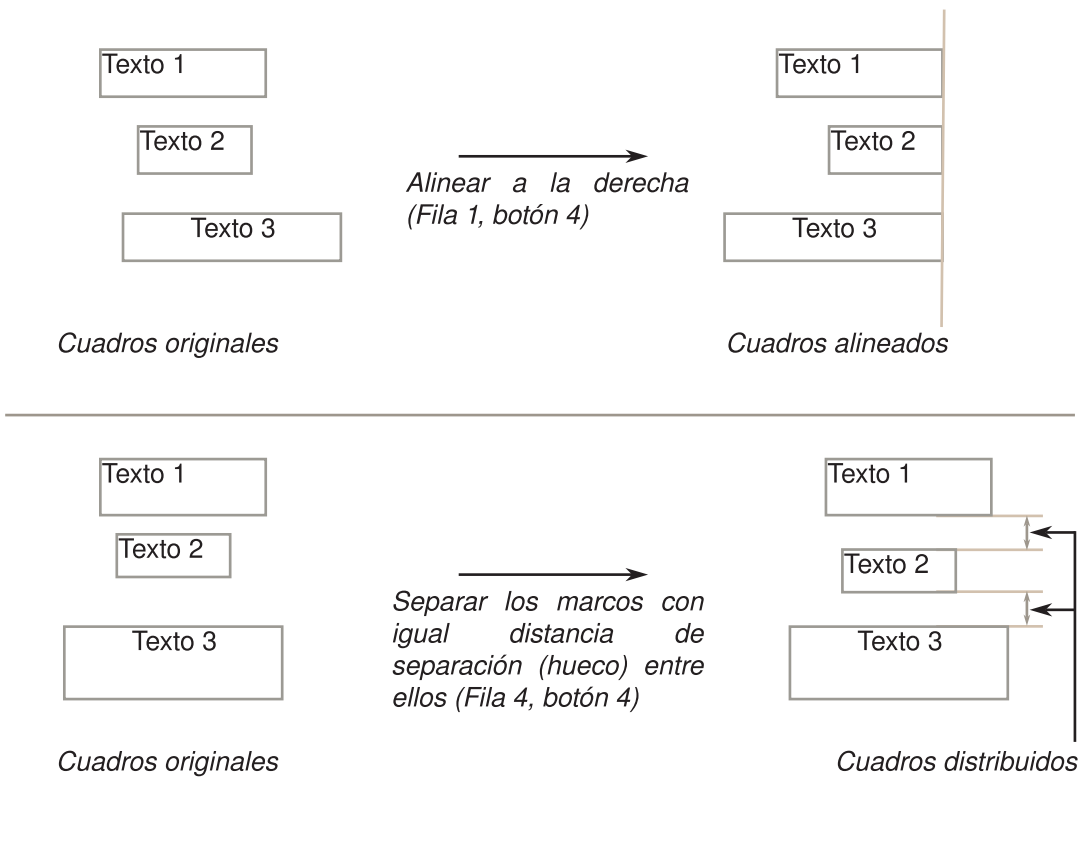 Texto 1
Texto 2
Texto 3
Cuadros originales
Alinear a la derecha
(Fila 1, botón 4)
Texto 1
Texto 2
Texto 3
Cuadros alineados
Texto 1
Texto 2
Texto 3
Cuadros originales
Separar los marcos con
igual distancia de
separación (hueco) entre
ellos (Fila 4, botón 4)
Texto 1
Texto 2
Texto 3
Cuadros distribuidos